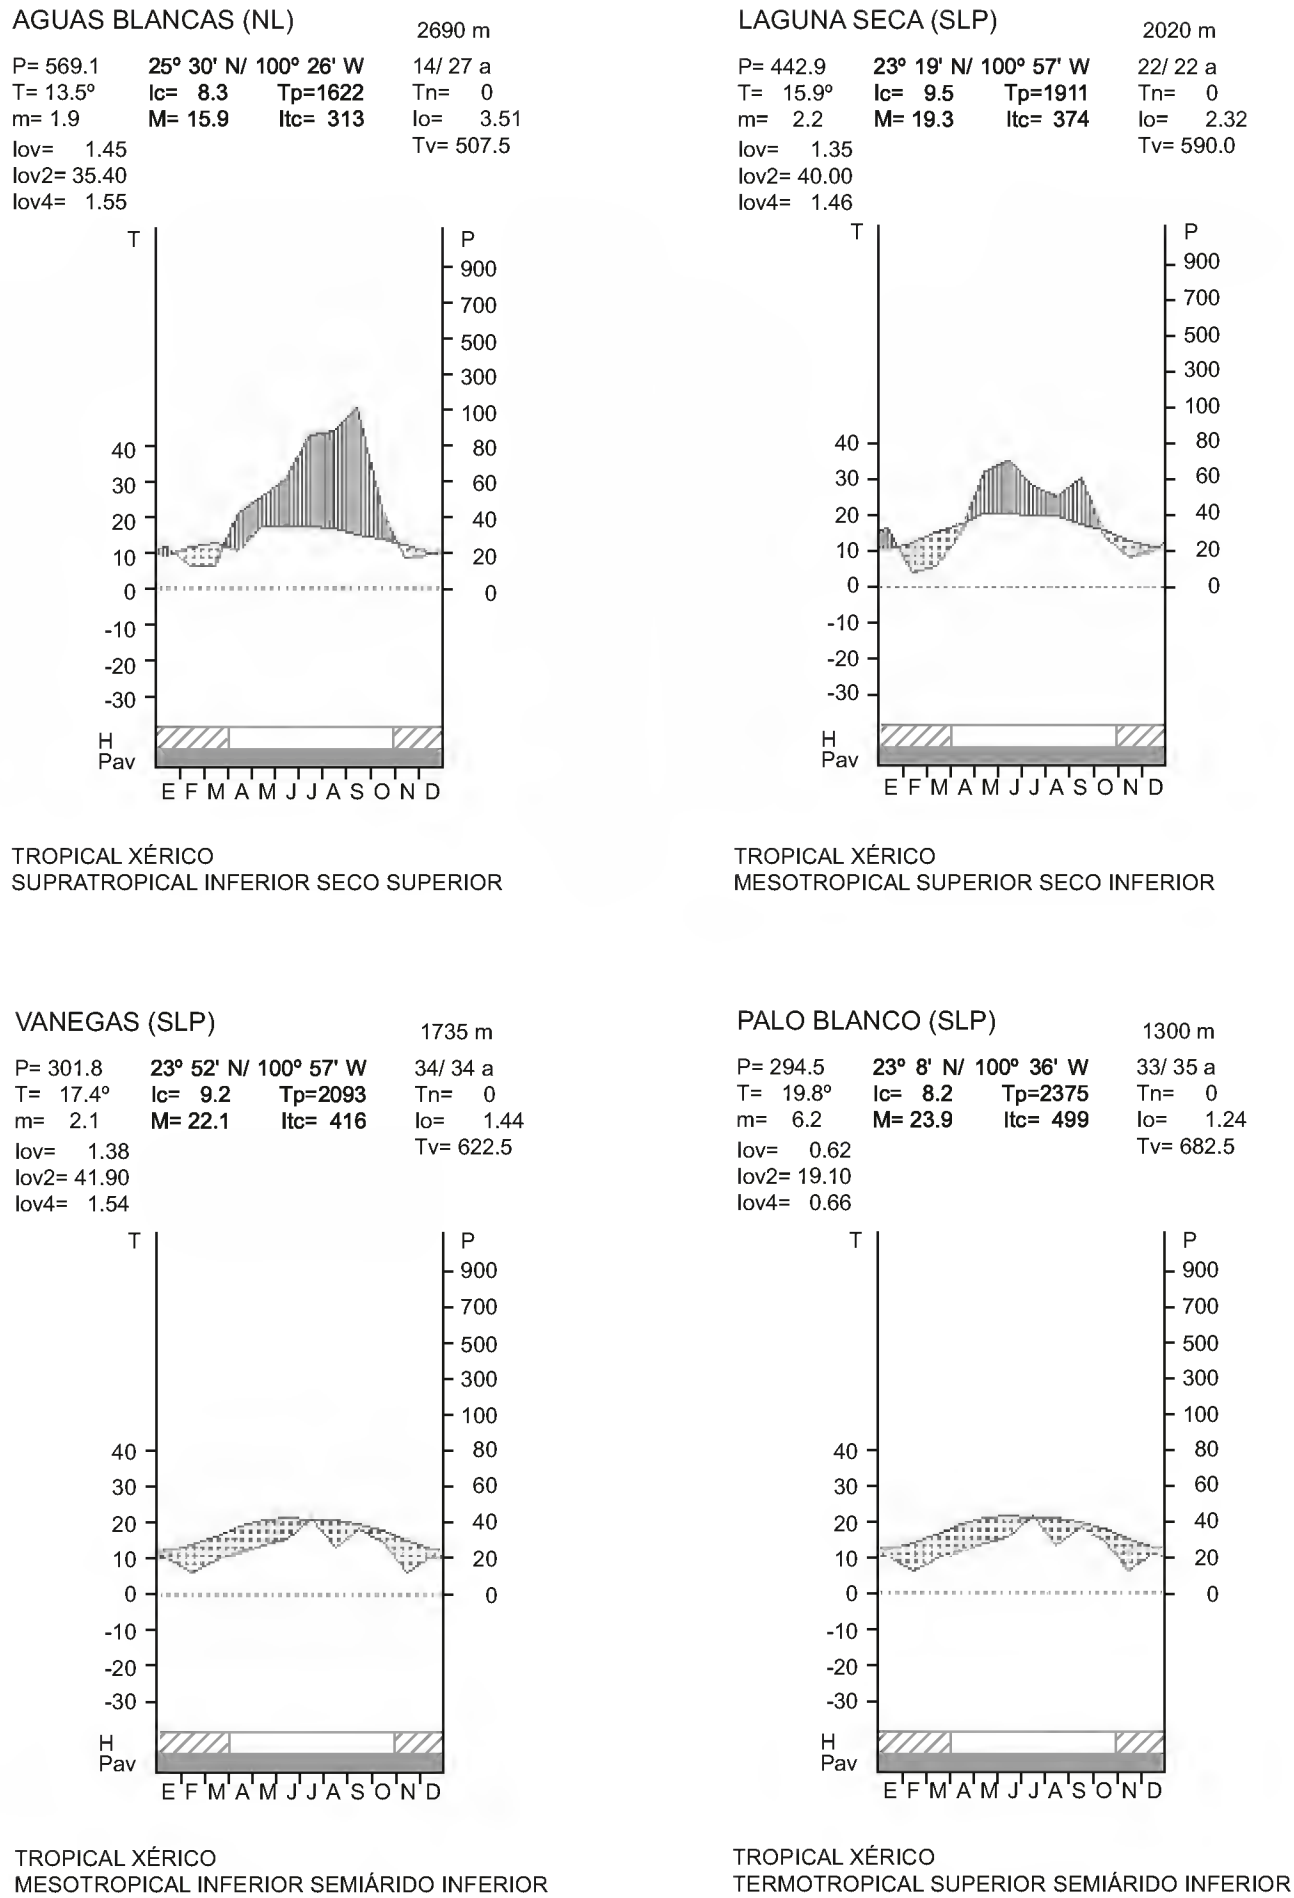 AGUAS BLANCAS (NL) 2690 m
P= 569.1 25º 30' N/ 100º 26' W 14/ 27 a
T= 13.5º Ic= 8.3 Tp=1622 Tn= 0
m= 1.9 M= 15.9 Itc= 313 Io= 3.51
Iov= 1.45 Tv= 507.5
Iov2= 35.40
Iov4= 1.55
T P
900
700
500
300
100
40 80
30 60
20 40
10 20
0 0
-10
-20
-30
H
Pav
E F M A M J J A S O N D
TROPICAL XÉRICO
SUPRATROPICAL INFERIOR SECO SUPERIOR
LAGUNA SECA (SLP) 2020 m
P= 442.9 23º 19' N/ 100º 57' W 22/ 22 a
T= 15.9º Ic= 9.5 Tp=1911 Tn= 0
m= 2.2 M= 19.3 Itc= 374 Io= 2.32
Iov= 1.35 Tv= 590.0
Iov2= 40.00
Iov4= 1.46
T P
900
700
500
300
100
40 80
30 60
20 40
10 20
0 0
-10
-20
-30
H
Pav
E F M A M J J A S O N D
TROPICAL XÉRICO
MESOTROPICAL SUPERIOR SECO INFERIOR
VANEGAS (SLP) 1735 m
P= 301.8 23º 52' N/ 100º 57' W 34/ 34 a
T= 17.4º Ic= 9.2 Tp=2093 Tn= 0
m= 2.1 M= 22.1 Itc= 416 Io= 1.44
Iov= 1.38 Tv= 622.5
Iov2= 41.90
Iov4= 1.54
T P
900
700
500
300
100
40 80
30 60
20 40
10 20
0 0
-10
-20
-30
H
Pav
E F M A M J J A S O N D
TROPICAL XÉRICO
MESOTROPICAL INFERIOR SEMIÁRIDO INFERIOR
PALO BLANCO (SLP) 1300 m
P= 294.5 23º 8' N/ 100º 36' W 33/ 35 a
T= 19.8º Ic= 8.2 Tp=2375 Tn= 0
m= 6.2 M= 23.9 Itc= 499 Io= 1.24
Iov= 0.62 Tv= 682.5
Iov2= 19.10
Iov4= 0.66
T P
900
700
500
300
100
40 80
30 60
20 40
10 20
0 0
-10
-20
-30
H
Pav
E F M A M J J A S O N D
TROPICAL XÉRICO
TERMOTROPICAL SUPERIOR SEMIÁRIDO INFERIOR